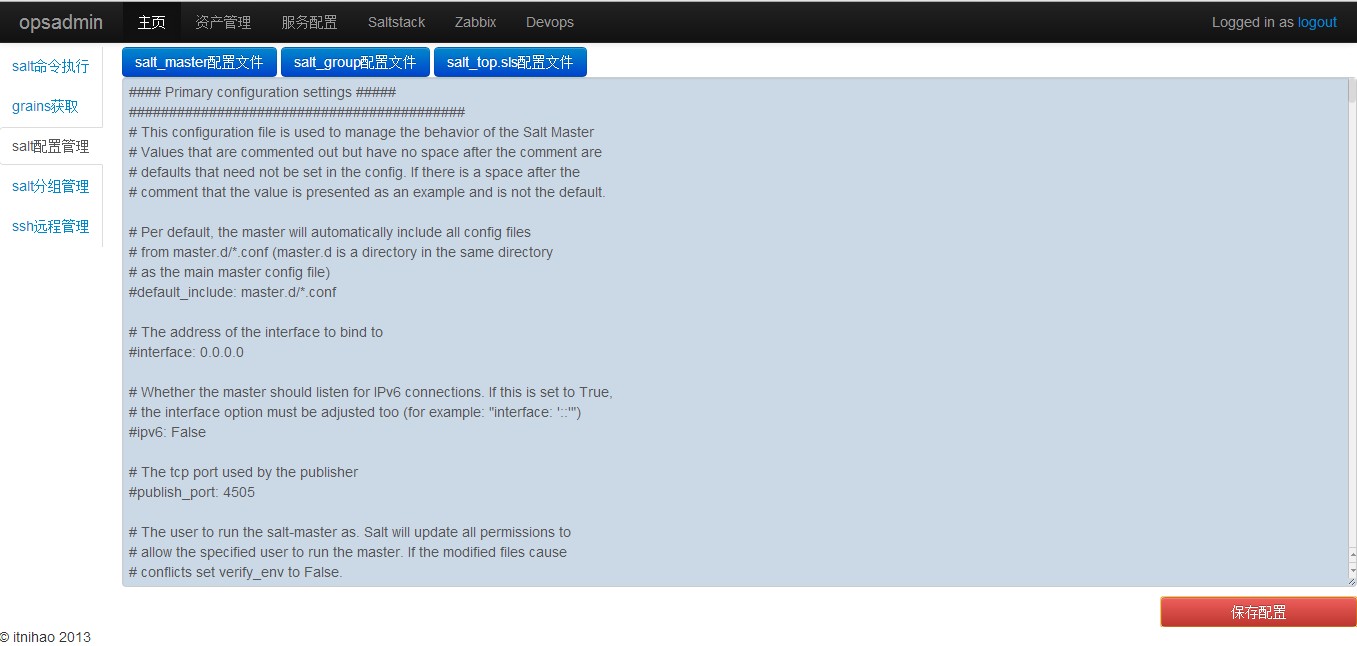 opsadmin 主页 资产管理 服务配置 Saltstack Zabbix Devops Logged in as logout
salt命令执行
grains获取
salt配置管理
salt分组管理
ssh远程管理
salt_master配置文件 salt_group配置文件 salt_top.sls配置文件
#### Primary configuration settings #####
##########################################
# This configuration file is used to manage the behavior of the Salt Master
# Values that are commented out but have no space after the comment are
# defaults that need not be set in the config. If there is a space after the
# comment that the value is presented as an example and is not the default.
# Per default, the master will automatically include all config files
# from master.d/*.conf (master.d is a directory in the same directory
# as the main master config file)
#default_include: master.d/*.conf
# The address of the interface to bind to
#interface: 0.0.0.0
# Whether the master should listen for IPv6 connections. If this is set to True,
# the interface option must be adjusted too (for example: "interface: '::'")
#ipv6: False
# The tcp port used by the publisher
#publish_port: 4505
# The user to run the salt-master as. Salt will update all permissions to
# allow the specified user to run the master. If the modified files cause
# conflicts set verify_env to False.
保存配置
© itnihao 2013